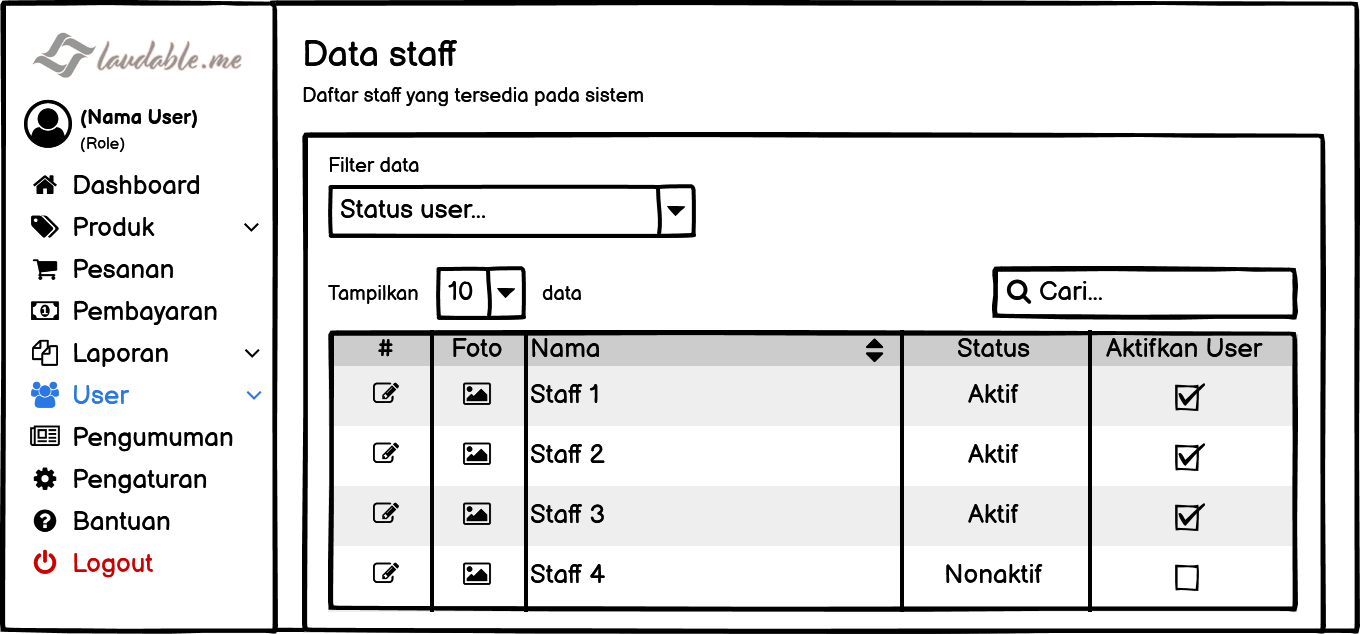 laudable.me
(Nama User)
(Role)
Dashboard
Produk
Pesanan
Pembayaran
Laporan
User
Pengumuman
Pengaturan
Bantuan
Logout
Data staff
Daftar staff yang tersedia pada sistem
Filter data
Status user...
Tampilkan 10 data
Cari...
# Foto Nama Status Aktifkan User
Staff 1 Aktif
Staff 2 Aktif
Staff 3 Aktif
Staff 4 Nonaktif